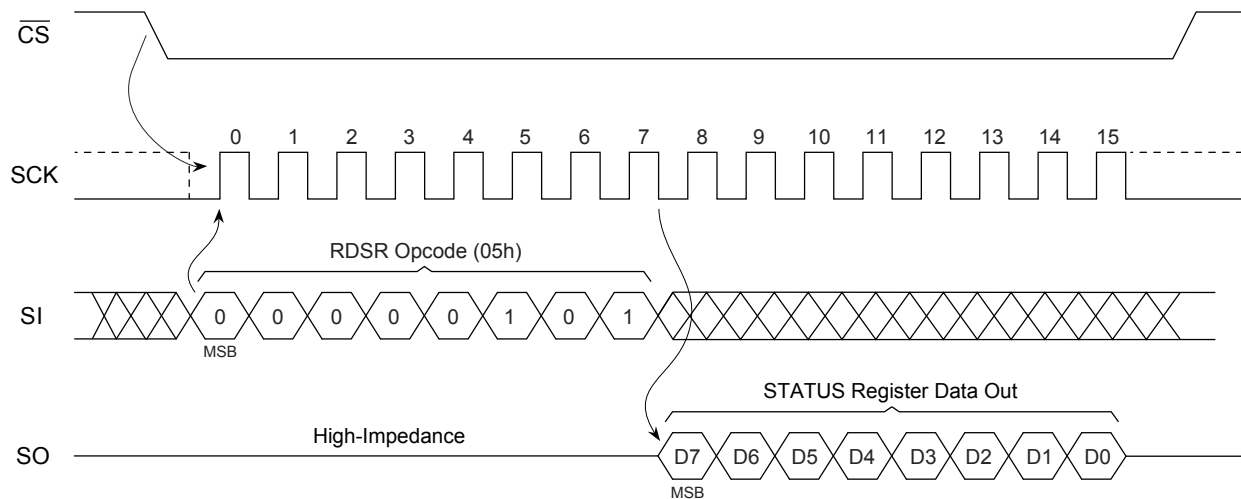 CS
0 1 2 3 4 5 6 7 8 9 10 11 12 13 14 15
SCK
RDSR Opcode (05h)
SI 0 0 0 0 0 1 0 1
MSB
STATUS Register Data Out
High-Impedance
SO D7 D6 D5 D4 D3 D2 D1 D0
MSB